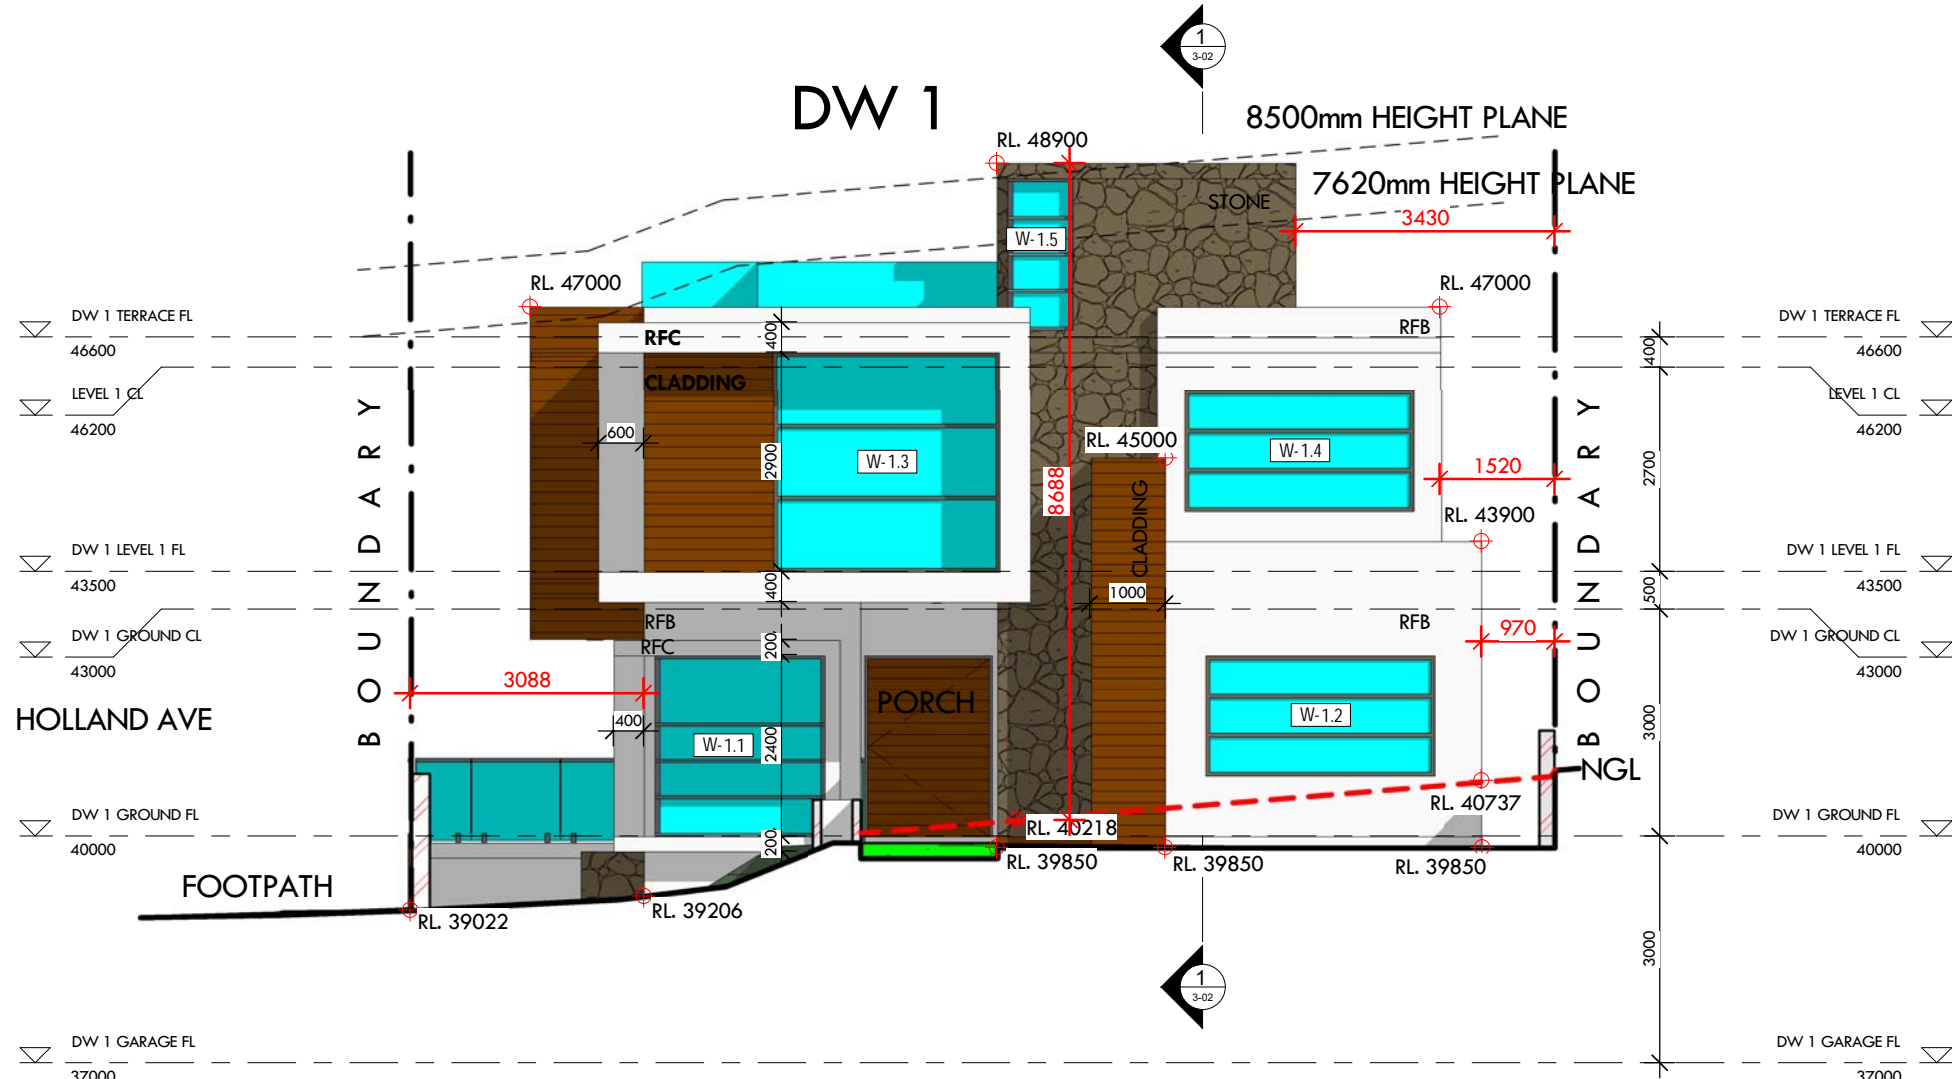 1
3-02
DW 1
8500mm HEIGHT PLANE
RL. 48900
7620mm HEIGHT PLANE
STONE
3430
W-1.5
RL. 47000
RL. 47000
DW 1 TERRACE FL
46600
RFC
400
RFB
DW 1 TERRACE FL
46600
400
LEVEL 1 CL
46200
CLADDING
LEVEL 1 CL
46200
BOUNDARY
600
2900
W-1.3
RL. 45000
W-1.4
1520
2700
BOUNDARY
8688
CLADDING
RL. 43900
DW 1 LEVEL 1 FL
43500
400
1000
DW 1 LEVEL 1 FL
43500
500
DW 1 GROUND CL
43000
RFB
RFC
200
RFB
970
DW 1 GROUND CL
43000
3088
PORCH
HOLLAND AVE
400
W-1.1
2400
W-1.2
3000
NGL
DW 1 GROUND FL
40000
200
RL. 40218
RL. 40737
DW 1 GROUND FL
40000
RL. 39850
RL. 39850
RL. 39850
FOOTPATH
RL. 39022
RL. 39206
3000
1
3-02
DW 1 GARAGE FL
37000
DW 1 GARAGE FL
37000